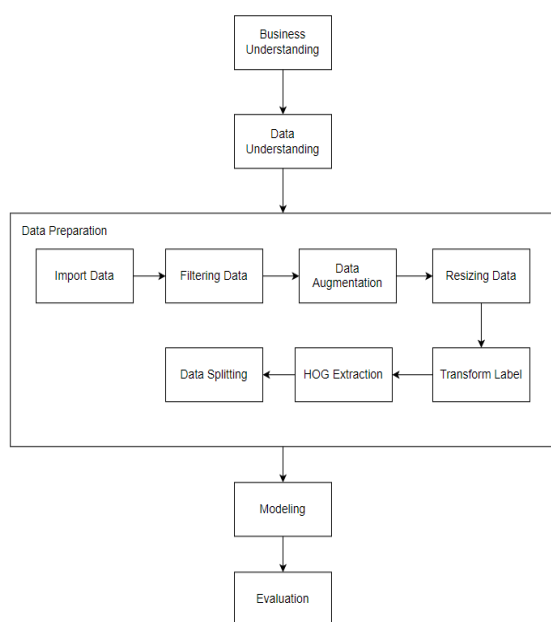 Business
Understanding
Data
Understanding
Data Preparation
Import Data
Filtering Data
Data
Augmentation
Resizing Data
Transform Label
HOG Extraction
Data Splitting
Modeling
Evaluation